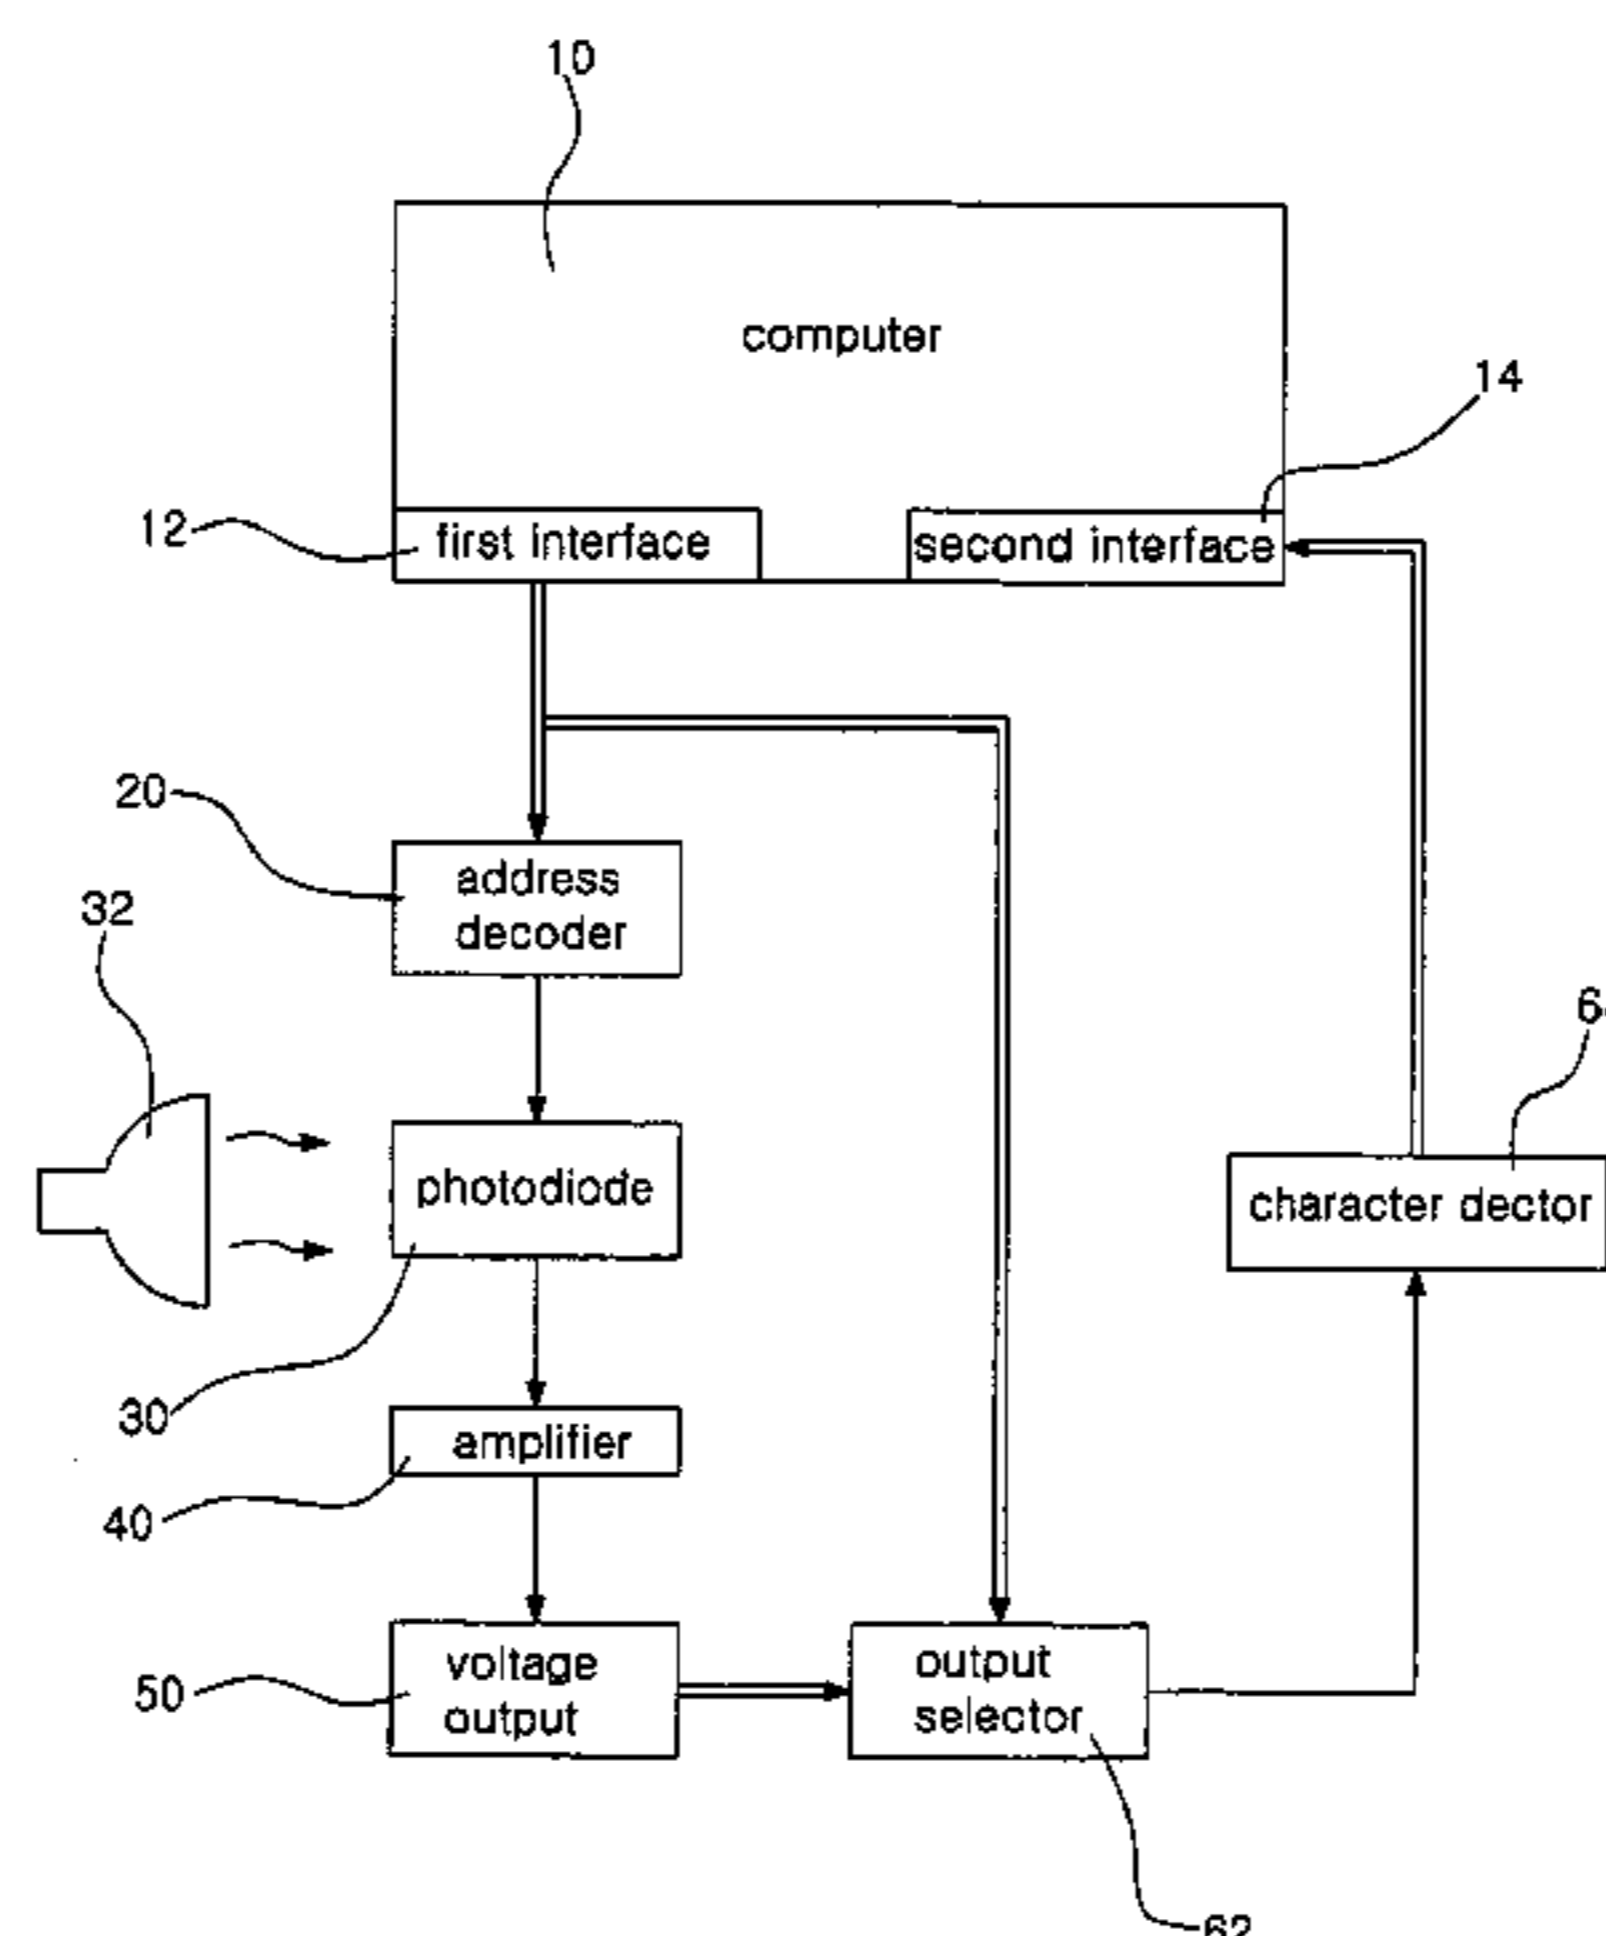 10
computer
14
12
first interface
second interface
20
address
decoder
32
photodiode
character dector
30
amplifier
40
voltage
output
50
output
selector
62